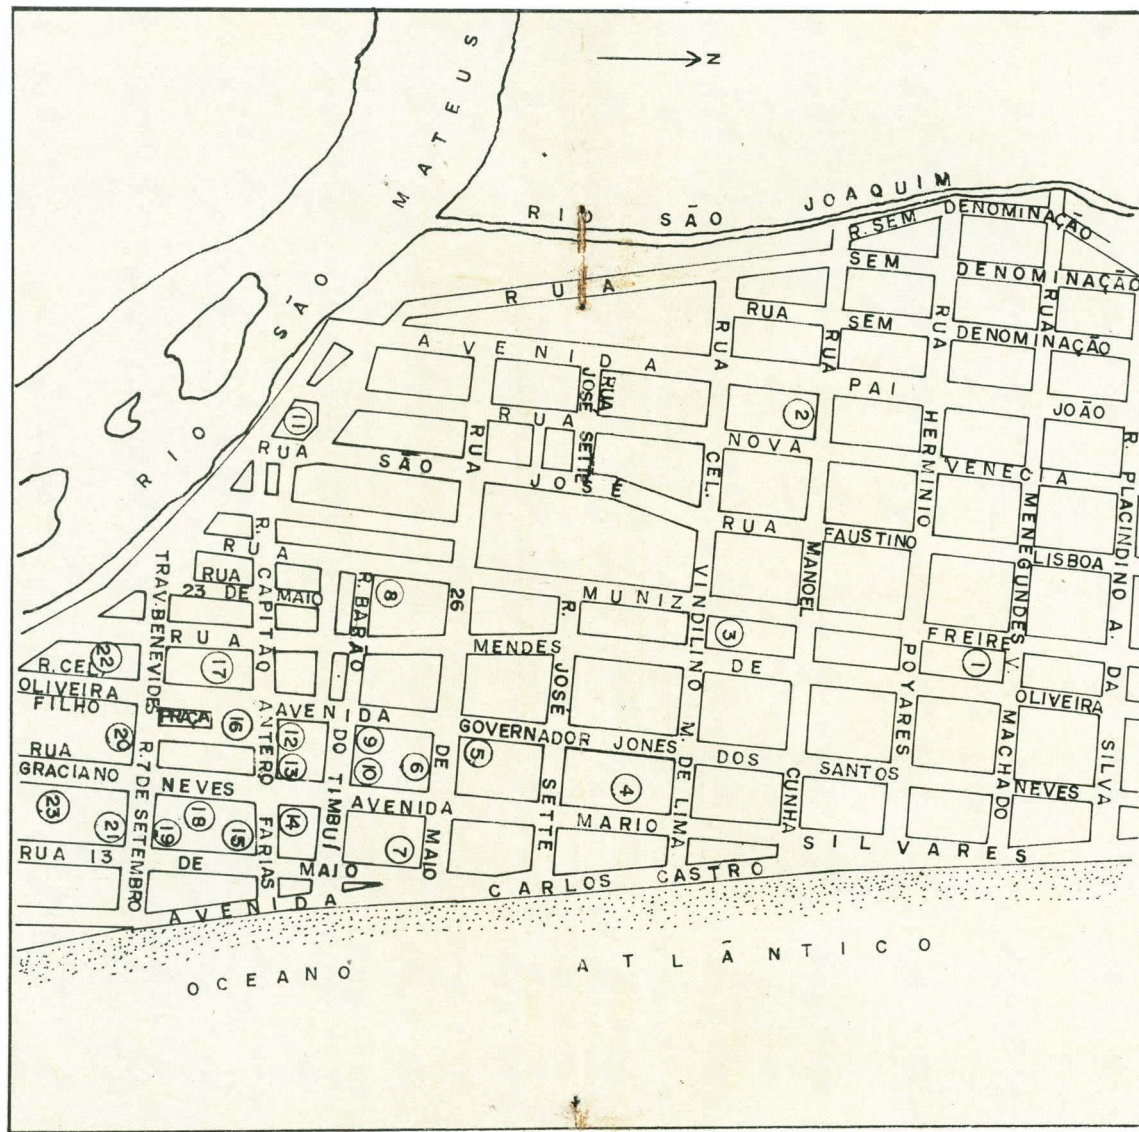 N
RIO SÃO MATEUS
RIO SÃO JOAQUIM
R. SEM DENOMINAÇÃO
SEM DENOMINAÇÃO
RUA SEM DENOMINAÇÃO
RUA
AVENIDA PAI JOÃO
RUA NOVA VENECIA
RUA SÃO JOSÉ
RUA FAUSTINO LISBOA
RUA
RUA 23 DE MAIO
MUNIZ FREIRE
RUA MENDES DE OLIVEIRA
R. CEL OLIVEIRA FILHO
PRAÇA
AVENIDA GOVERNADOR JONES DOS SANTOS NEVES
RUA GRACIANO NEVES
AVENIDA MARIO SILVARES
RUA 13 DE MAIO
AVENIDA CARLOS CASTRO
TRAV. BENEVIDES
R. 7 DE SETEMBRO
R. CAPITÃO ANTERO FARIAS
R. BARÃO DO TIMBUÍ
RUA 26 DE MAIO
RUA JOSÉ SETTE
R. JOSÉ SETTE
RUA CEL. VINDILINO M. DE LIMA
RUA MANOEL CUNHA
RUA HERMINIO POYARES
RUA MENEGUNDES V. MACHADO
R. PLACINDINO A. DA SILVA
1
2
3
4
5
6
7
8
9
10
11
12
13
14
15
16
17
18
19
20
21
22
23
OCEANO ATLÂNTICO